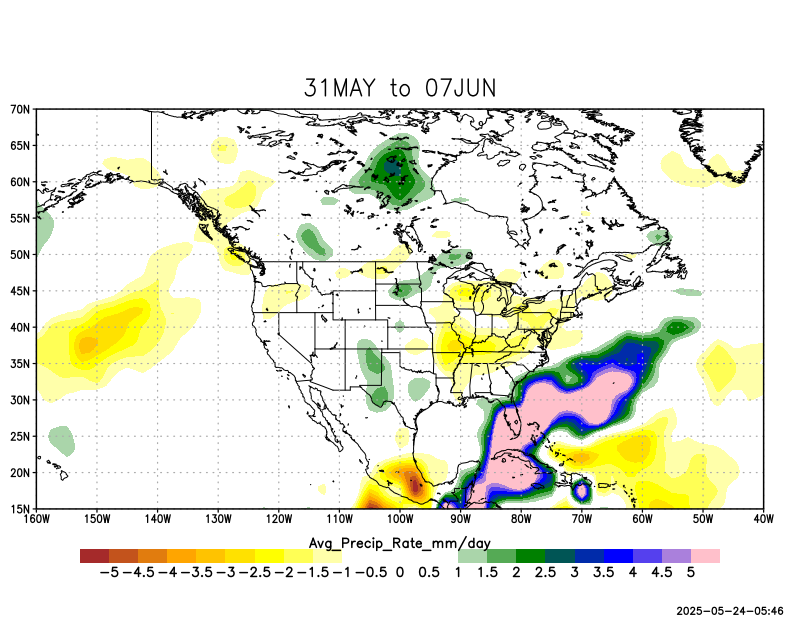 31MAY to 07JUN
70N
65N
60N
55N
50N
45N
40N
35N
30N
25N
20N
15N
160W 150W 140W 130W 120W 110W 100W 90W 80W 70W 60W 50W 40W
Avg_Precip_Rate_mm/day
-5 -4.5 -4 -3.5 -3 -2.5 -2 -1.5 -1 -0.5 0 0.5 1 1.5 2 2.5 3 3.5 4 4.5 5
2025-05-24-05:46